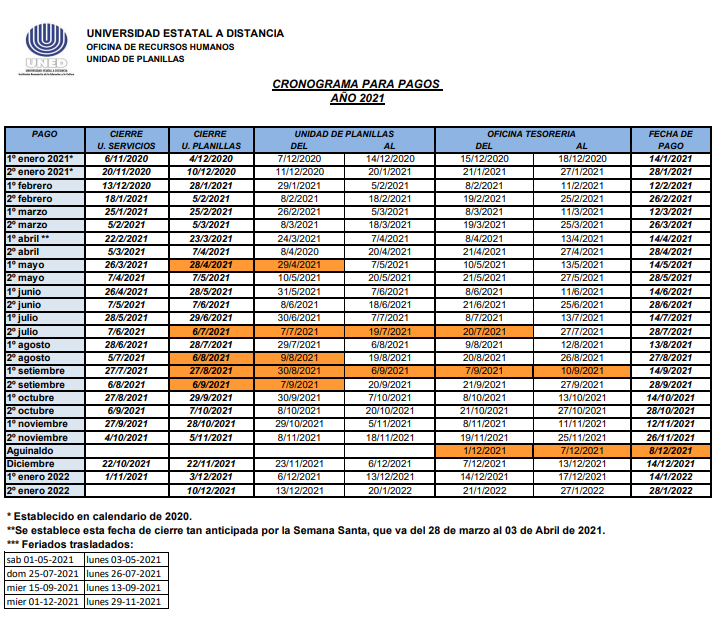 UNIVERSIDAD ESTATAL A DISTANCIA
OFICINA DE RECURSOS HUMANOS
UNIDAD DE PLANILLAS
UNED
UNIVERSIDAD ESTATAL A DISTANCIA
CRONOGRAMA PARA PAGOS
AÑO 2021
PAGO CIERRE CIERRE UNIDAD DE PLANILLAS OFICINA TESORERIA FECHA DE
U. SERVICIOS U. PLANILLAS DEL AL DEL AL PAGO
1º enero 2021* 6/11/2020 4/12/2020 7/12/2020 14/12/2020 15/12/2020 18/12/2020 14/1/2021
2º enero 2021* 20/11/2020 10/12/2020 11/12/2020 20/1/2021 21/1/2021 27/1/2021 28/1/2021
1º febrero 13/12/2020 28/1/2021 29/1/2021 5/2/2021 8/2/2021 11/2/2021 12/2/2021
2º febrero 18/1/2021 5/2/2021 8/2/2021 18/2/2021 19/2/2021 25/2/2021 26/2/2021
1º marzo 25/1/2021 25/2/2021 26/2/2021 5/3/2021 8/3/2021 11/3/2021 12/3/2021
2º marzo 5/2/2021 5/3/2021 8/3/2021 18/3/2021 19/3/2021 25/3/2021 26/3/2021
1º abril ** 22/2/2021 23/3/2021 24/3/2021 7/4/2021 8/4/2021 13/4/2021 14/4/2021
2º abril 5/3/2021 7/4/2021 8/4/2020 20/4/2021 21/4/2021 27/4/2021 28/4/2021
1º mayo 26/3/2021 28/4/2021 29/4/2021 7/5/2021 10/5/2021 13/5/2021 14/5/2021
2º mayo 7/4/2021 7/5/2021 10/5/2021 20/5/2021 21/5/2021 27/5/2021 28/5/2021
1º junio 26/4/2021 28/5/2021 31/5/2021 7/6/2021 8/6/2021 11/6/2021 14/6/2021
2º junio 7/5/2021 7/6/2021 8/6/2021 18/6/2021 21/6/2021 25/6/2021 28/6/2021
1º julio 28/5/2021 29/6/2021 30/6/2021 7/7/2021 8/7/2021 13/7/2021 14/7/2021
2º julio 7/6/2021 6/7/2021 7/7/2021 19/7/2021 20/7/2021 27/7/2021 28/7/2021
1º agosto 28/6/2021 28/7/2021 29/7/2021 6/8/2021 9/8/2021 12/8/2021 13/8/2021
2º agosto 5/7/2021 6/8/2021 9/8/2021 19/8/2021 20/8/2021 26/8/2021 27/8/2021
1º setiembre 27/7/2021 27/8/2021 30/8/2021 6/9/2021 7/9/2021 10/9/2021 14/9/2021
2º setiembre 6/8/2021 6/9/2021 7/9/2021 20/9/2021 21/9/2021 27/9/2021 28/9/2021
1º octubre 27/8/2021 29/9/2021 30/9/2021 7/10/2021 8/10/2021 13/10/2021 14/10/2021
2º octubre 6/9/2021 7/10/2021 8/10/2021 20/10/2021 21/10/2021 27/10/2021 28/10/2021
1º noviembre 27/9/2021 28/10/2021 29/10/2021 5/11/2021 8/11/2021 11/11/2021 12/11/2021
2º noviembre 4/10/2021 5/11/2021 8/11/2021 18/11/2021 19/11/2021 25/11/2021 26/11/2021
Aguinaldo 1/12/2021 7/12/2021 8/12/2021
Diciembre 22/10/2021 22/11/2021 23/11/2021 6/12/2021 7/12/2021 13/12/2021 14/12/2021
1º enero 2022 1/11/2021 3/12/2021 6/12/2021 13/12/2021 14/12/2021 17/12/2021 14/1/2022
2º enero 2022 10/12/2021 13/12/2021 20/1/2022 21/1/2022 27/1/2022 28/1/2022
* Establecido en calendario de 2020.
**Se establece esta fecha de cierre tan anticipada por la Semana Santa, que va del 28 de marzo al 03 de Abril de 2021.
*** Feriados trasladados:
sab 01-05-2021 lunes 03-05-2021
dom 25-07-2021 lunes 26-07-2021
mier 15-09-2021 lunes 13-09-2021
mier 01-12-2021 lunes 29-11-2021